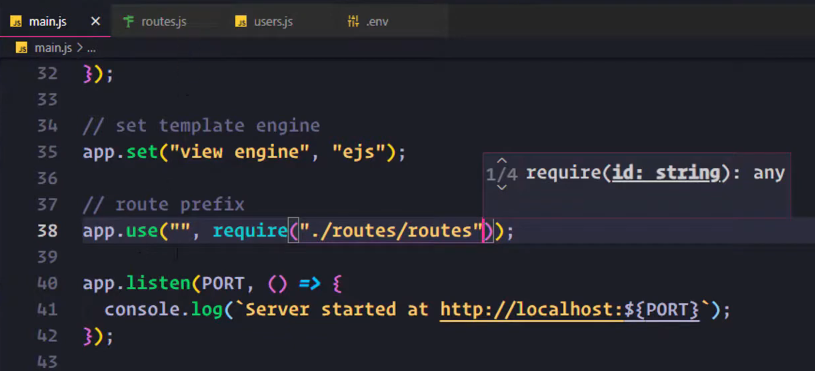 JS main.js × routes.js JS users.js .env
JS main.js > ...
32 });
33
34 // set template engine
35 app.set("view engine", "ejs");
36
1/4 require(id: string): any
37 // route prefix
38 app.use("", require("./routes/routes"));
39
40 app.listen(PORT, () => {
41 console.log(`Server started at http://localhost:${PORT}`);
42 });
43